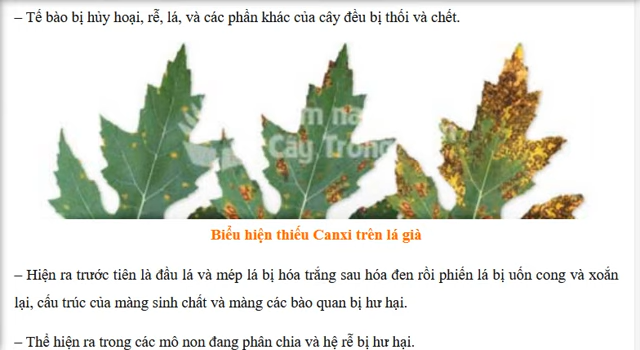 – Tế bào bị hủy hoại, rễ, lá, và các phần khác của cây đều bị thối và chết.
Cây Trồng
Biểu hiện thiếu Canxi trên lá già
– Hiện ra trước tiên là đầu lá và mép lá bị hóa trắng sau hóa đen rồi phiến lá bị uốn cong và xoắn
lại, cấu trúc của màng sinh chất và màng các bào quan bị hư hại.
– Thể hiện ra trong các mô non đang phân chia và hệ rễ bị hư hại.